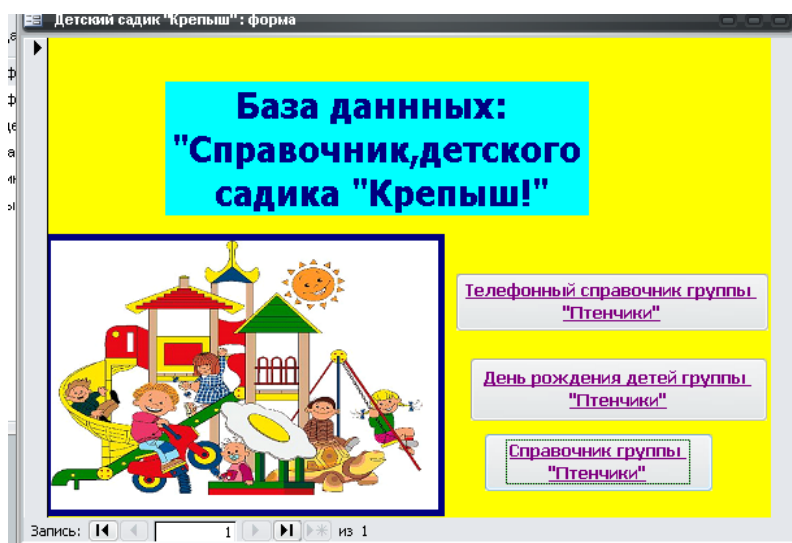 Детский садик "Крепыш" : форма
База даннных:
"Справочник,детского
садика "Крепыш!"
Телефонный справочник группы
"Птенчики"
День рождения детей группы
"Птенчики"
Справочник группы
"Птенчики"
Запись: 1 из 1